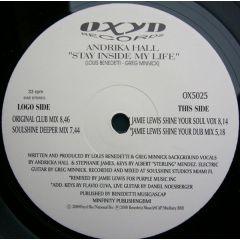 OXYD
RECORDS
ANDRIKA HALL
"STAY INSIDE MY LIFE"
(LOUIS BENEDETTI - GREG MINNICK)
33 rpm
SIAE
LOGO SIDE
OX5025
THIS SIDE
ORIGINAL CLUB MIX 8,46
SOULSHINE DEEPER MIX 7,44
*JAMIE LEWIS SHINE YOUR SOUL VOX 8,14
*JAMIE LEWIS SHINE YOUR DUB MIX 5,18
WRITTEN AND PRODUCED BY LOUIS BENEDETTI & GREG MINNICK BACKGROUND VOCALS
BY ANDRICKA HALL & STEPHANIE JAMES, KEYS BY ALBERT "STERLING" MENDEZ. ELECTRIC
GUITAR BY GREG MINNICK. RECORDED AND MIXED AT SOULSHINE STUDIO'S MIAMI FL
*REMIXED BY JAMIE LEWIS FOR PURPLE MUSIC INC
*ADD. KEYS BY FLAVIO CUVA, LIVE GUITAR BY DANIEL NOESBERGER
PUBLISHED BY BENEDETTI MUSIC/ASCAP
MINFINITY PUBLISHING/BMI